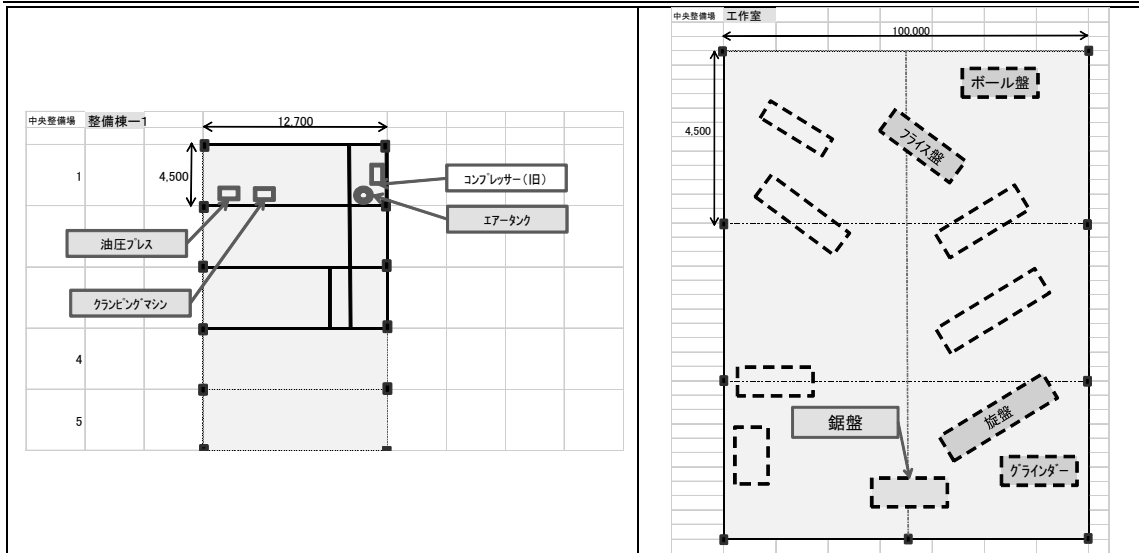 中央整備場 整備棟ー1
12,700
1
4,500
コンプレッサー(旧)
エアータンク
油圧プレス
クランピングマシン
4
5
中央整備場 工作室
100,000
ボール盤
4,500
フライス盤
旋盤
鋸盤
グラインダー